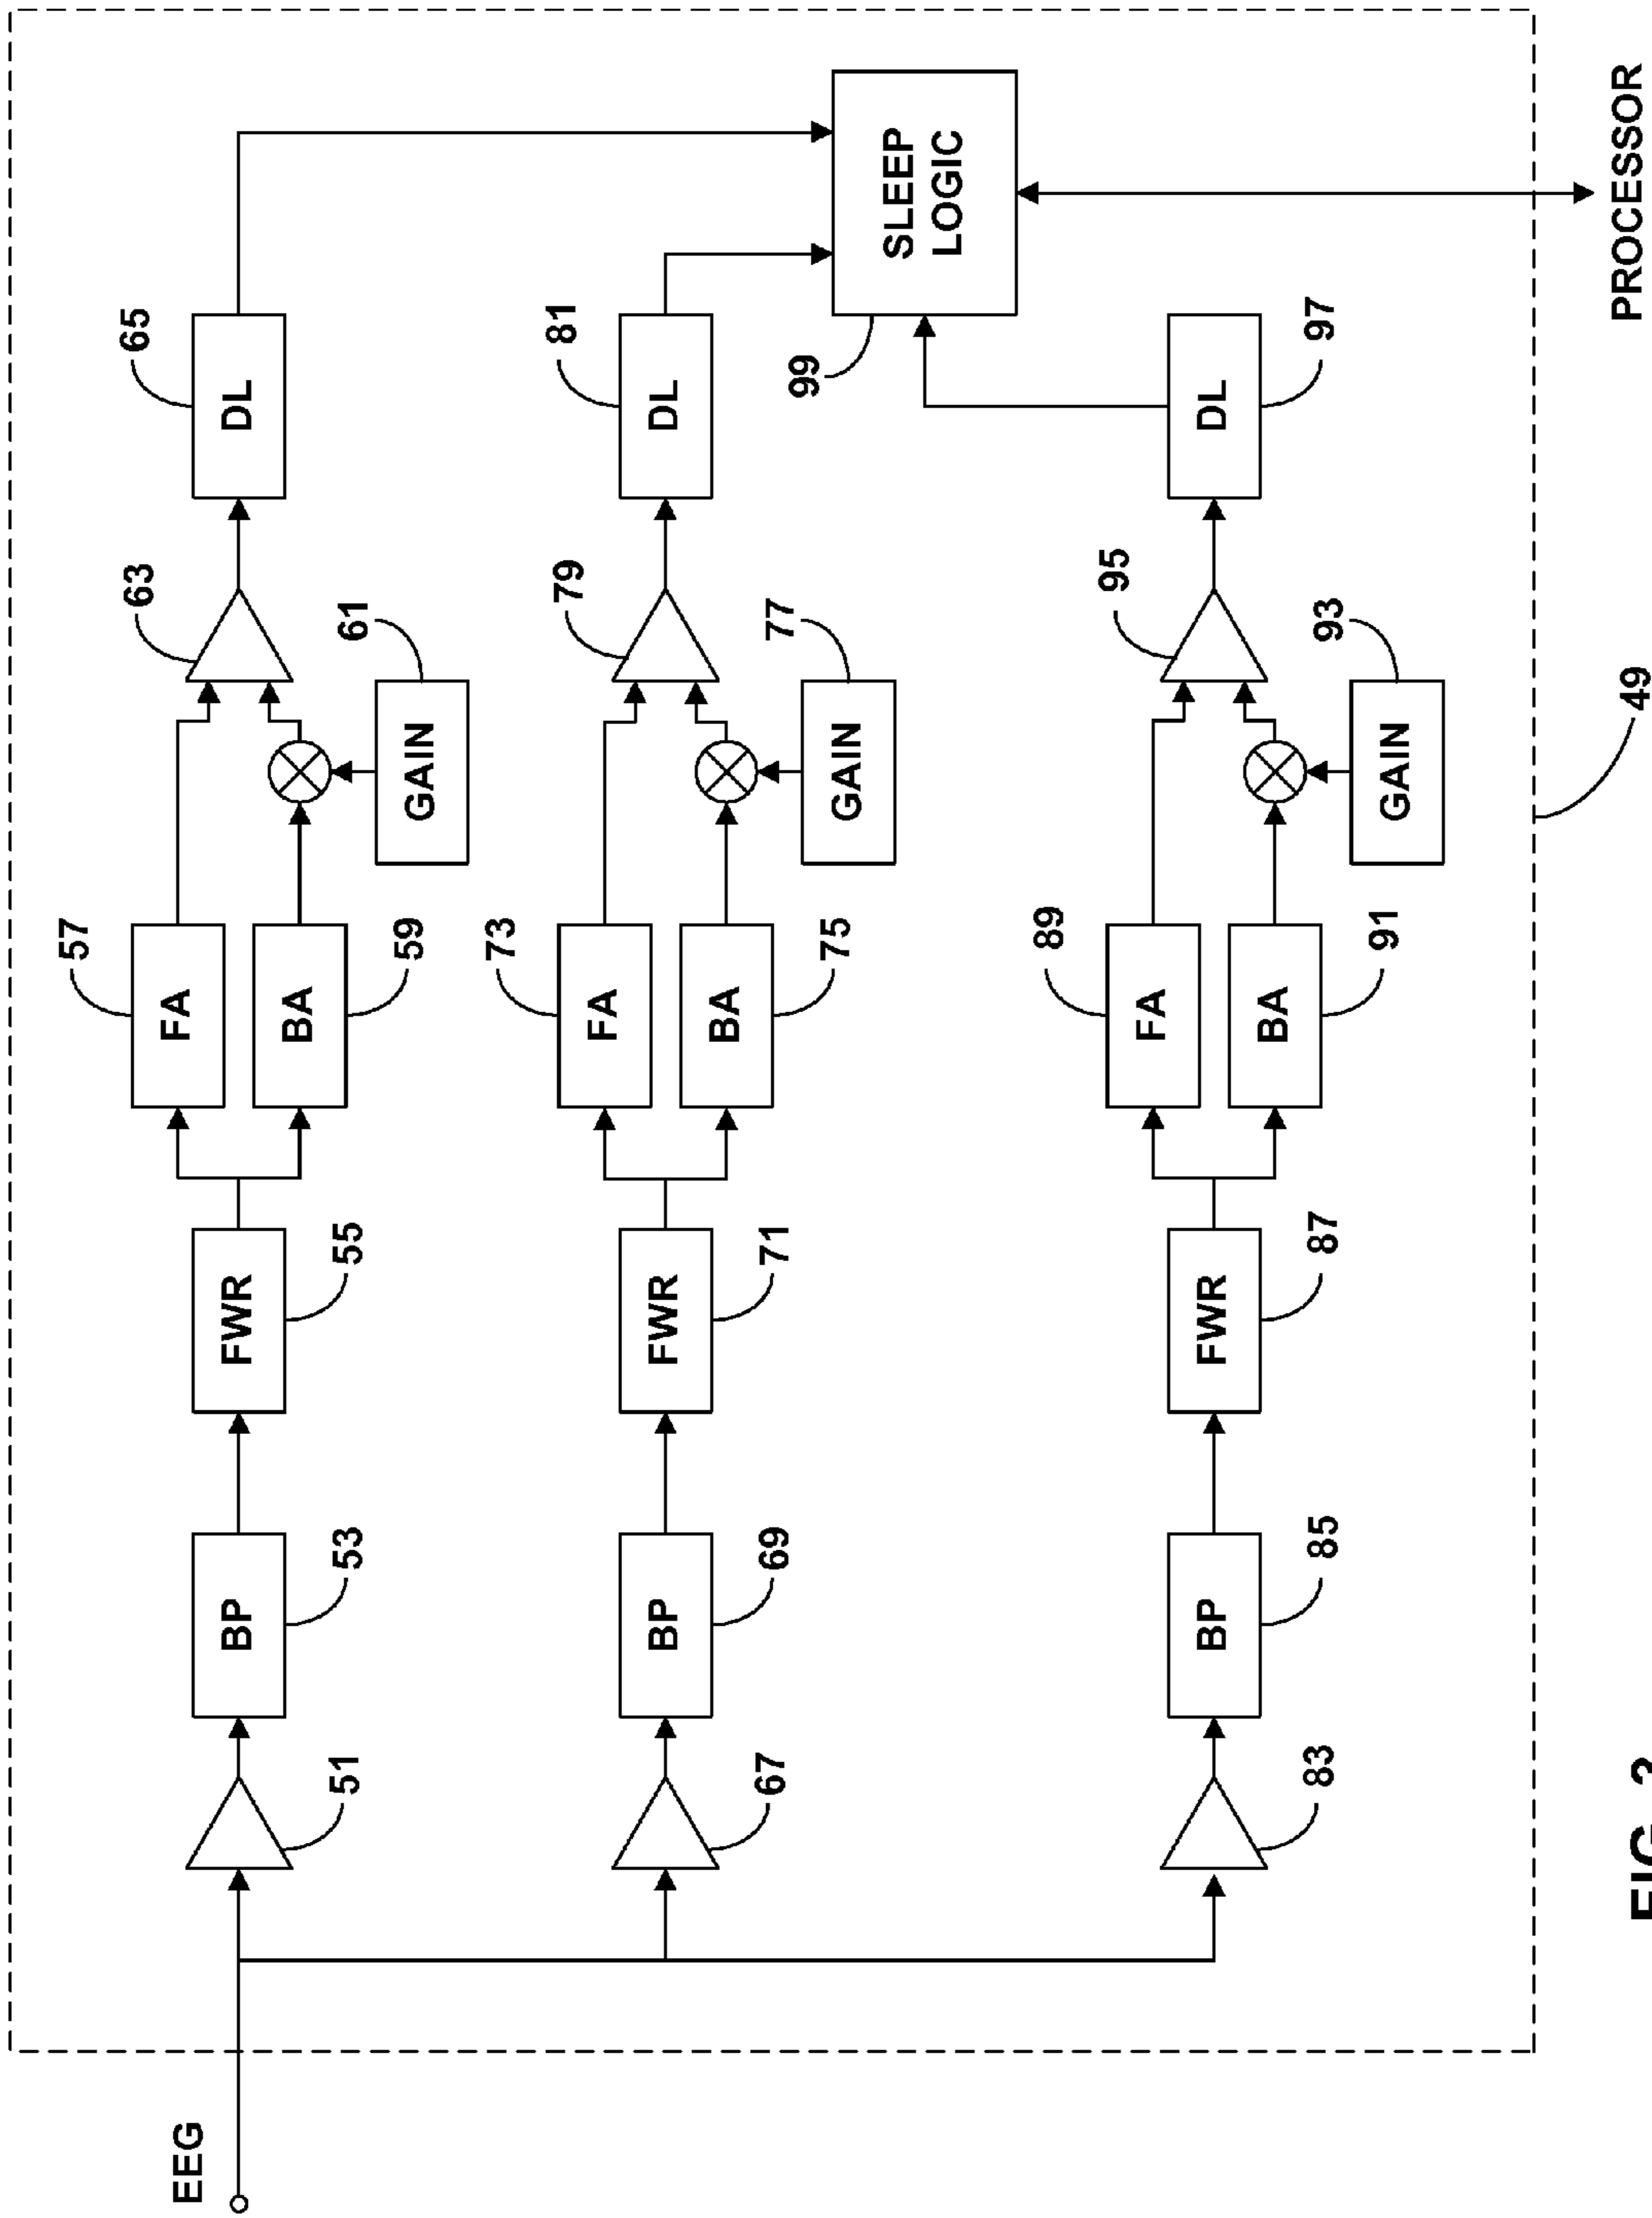 EEG
51
BP
53
FWR
55
57
FA
BA
59
GAIN
61
63
DL
65
67
BP
69
FWR
71
73
FA
BA
75
GAIN
77
79
DL
81
83
BP
85
FWR
87
89
FA
BA
91
GAIN
93
95
DL
97
99
SLEEP
LOGIC
49
PROCESSOR
FIG